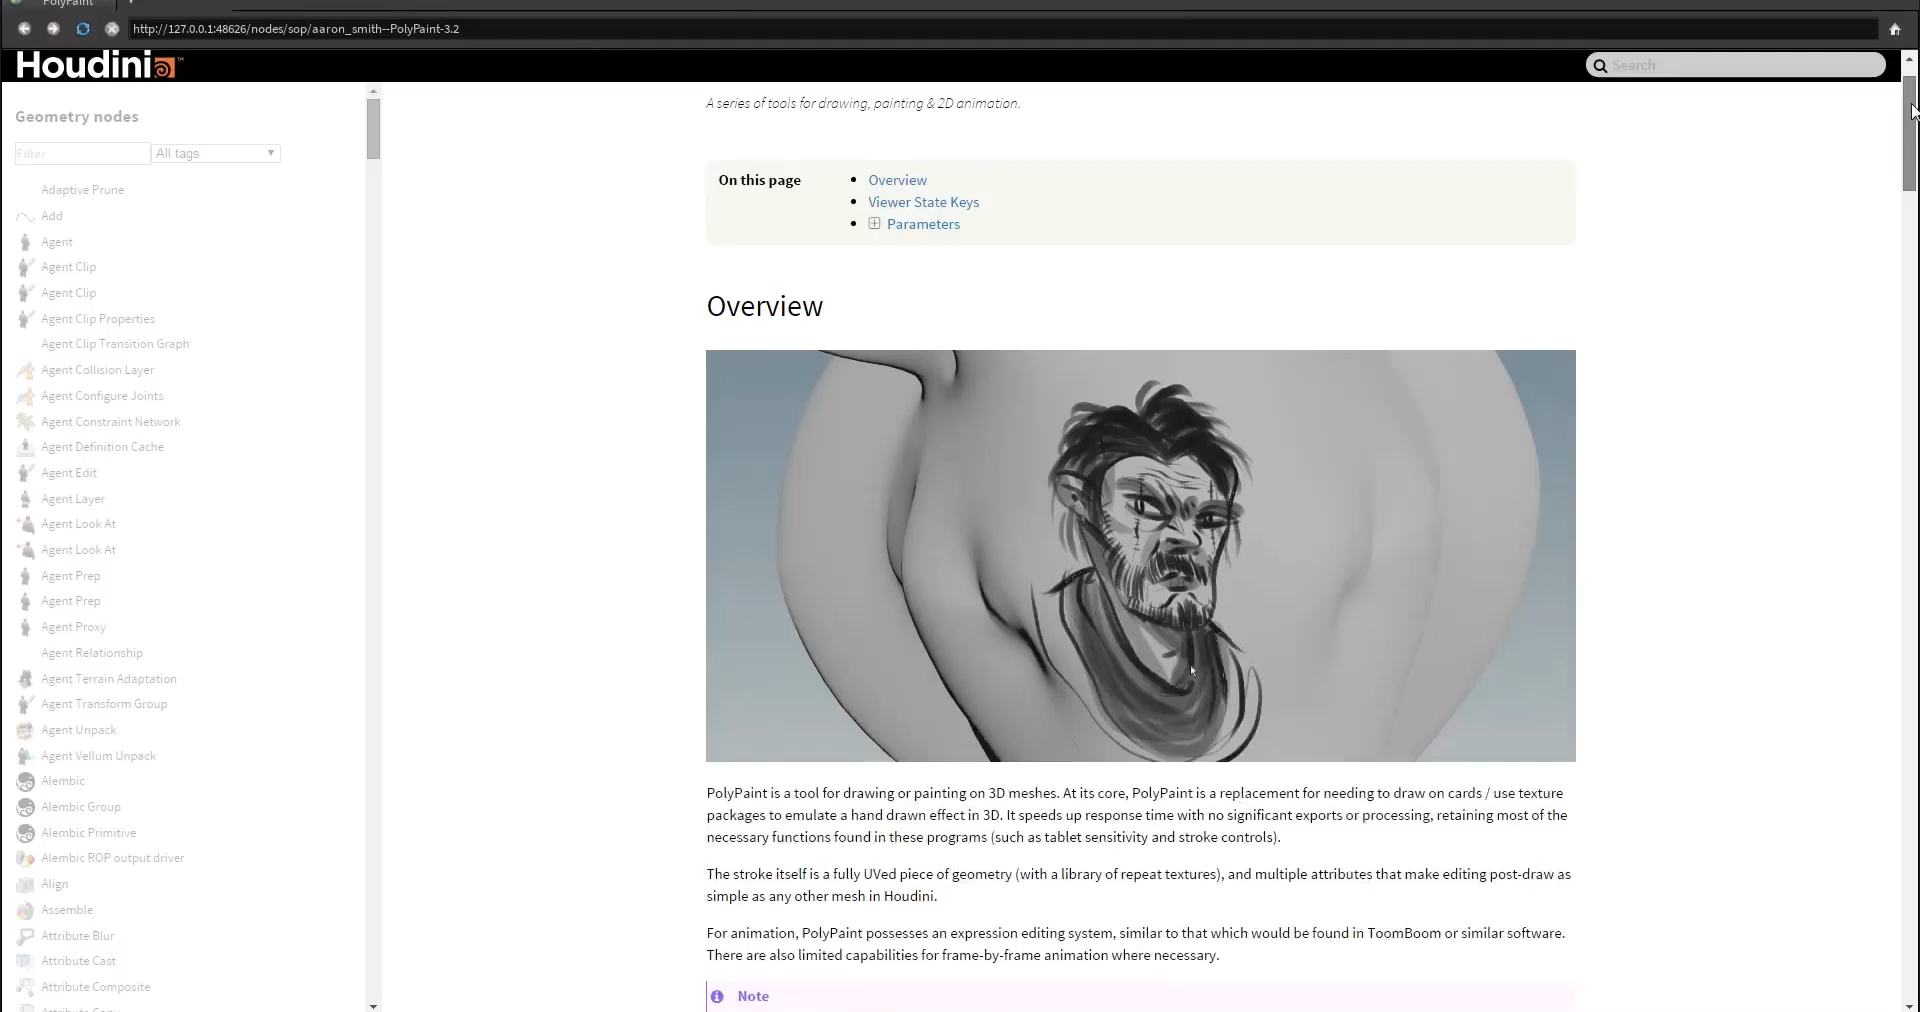 PolyPaint
http://127.0.0.1:48626/nodes/sop/aaron_smith--PolyPaint-3.2
Houdini
Search
Geometry nodes
Filter
All tags
Adaptive Prune
Add
Agent
Agent Clip
Agent Clip
Agent Clip Properties
Agent Clip Transition Graph
Agent Collision Layer
Agent Configure Joints
Agent Constraint Network
Agent Definition Cache
Agent Edit
Agent Layer
Agent Look At
Agent Look At
Agent Prep
Agent Prep
Agent Proxy
Agent Relationship
Agent Terrain Adaptation
Agent Transform Group
Agent Unpack
Agent Vellum Unpack
Alembic
Alembic Group
Alembic Primitive
Alembic ROP output driver
Align
Assemble
Attribute Blur
Attribute Cast
Attribute Composite
Attribute Copy
A series of tools for drawing, painting & 2D animation.
On this page
Overview
Viewer State Keys
Parameters
Overview
PolyPaint is a tool for drawing or painting on 3D meshes. At its core, PolyPaint is a replacement for needing to draw on cards / use texture
packages to emulate a hand drawn effect in 3D. It speeds up response time with no significant exports or processing, retaining most of the
necessary functions found in these programs (such as tablet sensitivity and stroke controls).
The stroke itself is a fully UVed piece of geometry (with a library of repeat textures), and multiple attributes that make editing post-draw as
simple as any other mesh in Houdini.
For animation, PolyPaint possesses an expression editing system, similar to that which would be found in ToomBoom or similar software.
There are also limited capabilities for frame-by-frame animation where necessary.
Note